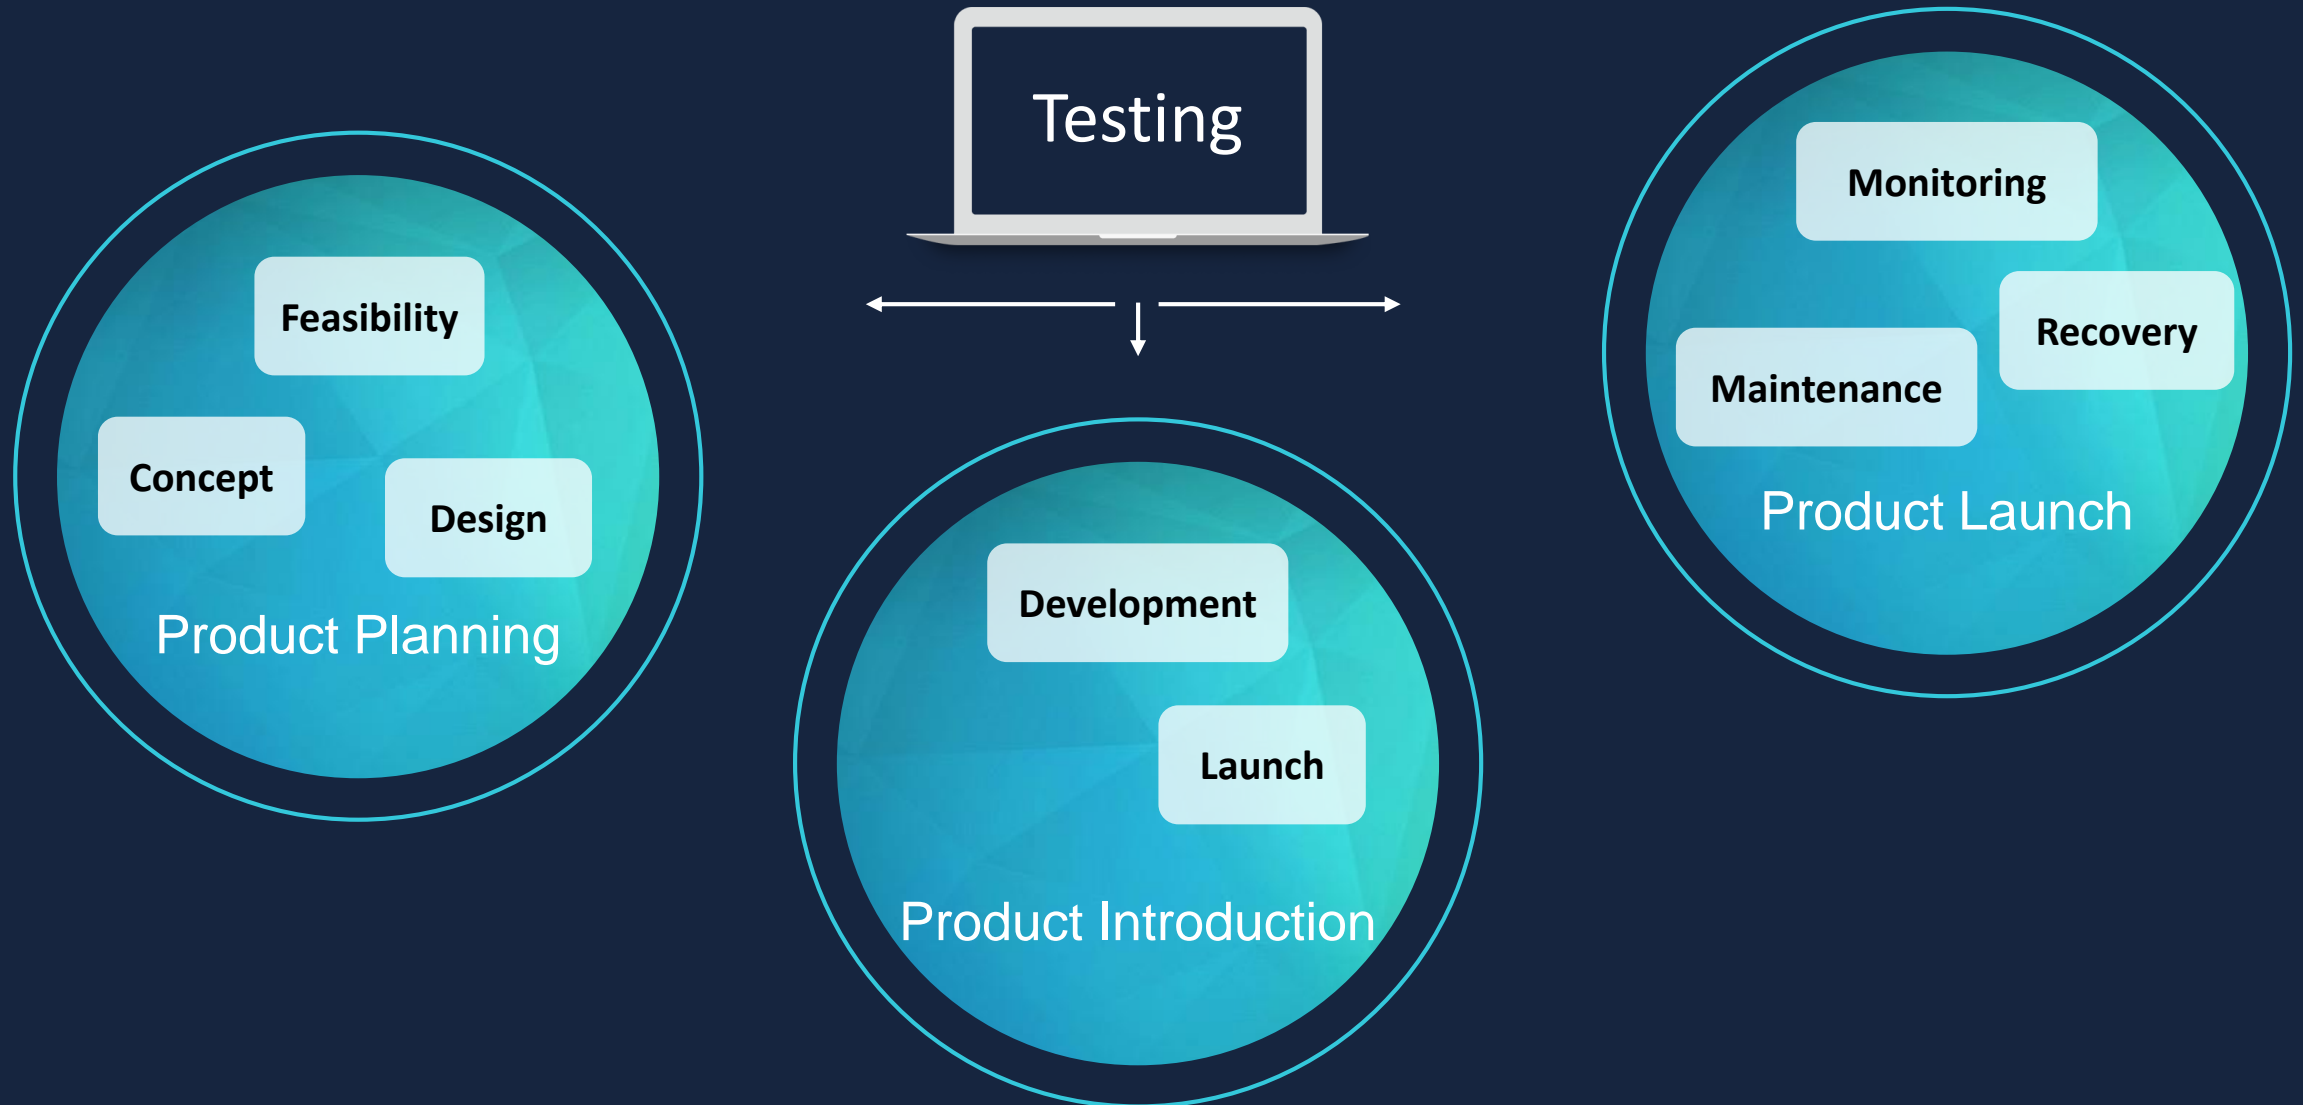 Testing
Feasibility
Concept
Design
Product Planning
Development
Launch
Product Introduction
Monitoring
Recovery
Maintenance
Product Launch